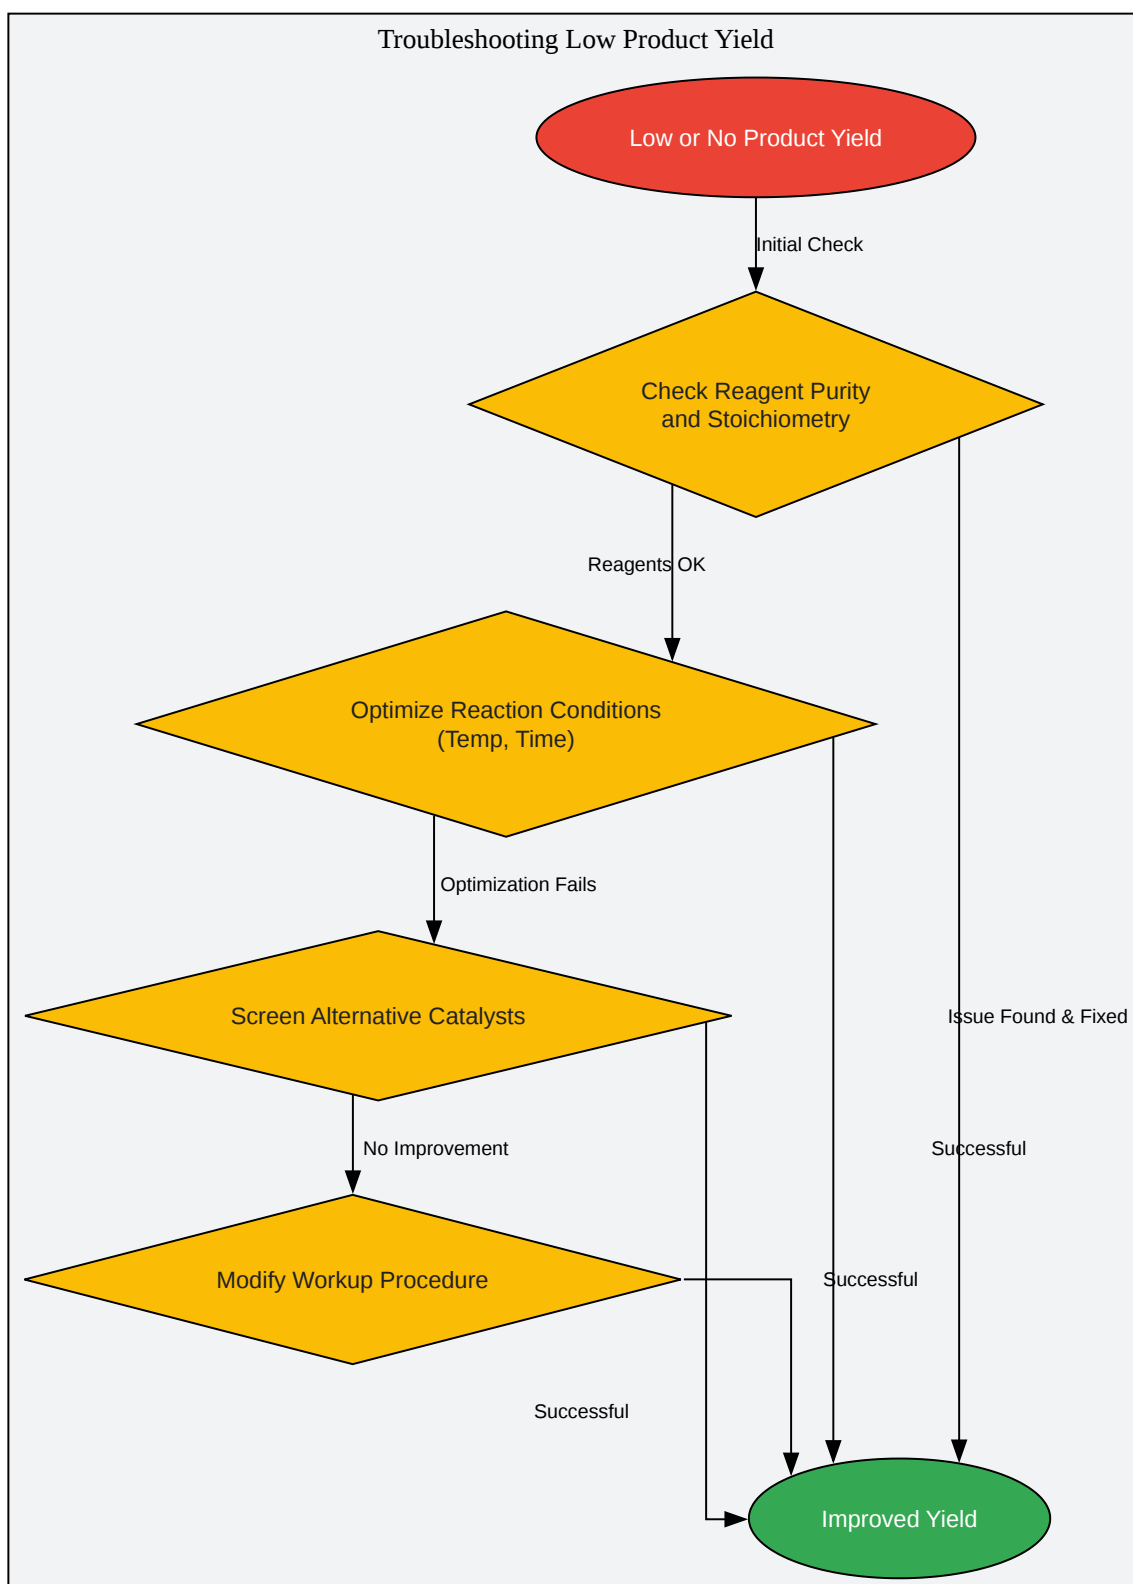 Troubleshooting Low Product Yield
Low or No Product Yield
Initial Check
Check Reagent Purity
and Stoichiometry
Reagents OK
Optimize Reaction Conditions
(Temp, Time)
Optimization Fails
Screen Alternative Catalysts
Issue Found & Fixed
No Improvement
Successful
Modify Workup Procedure
Successful
Successful
Improved Yield